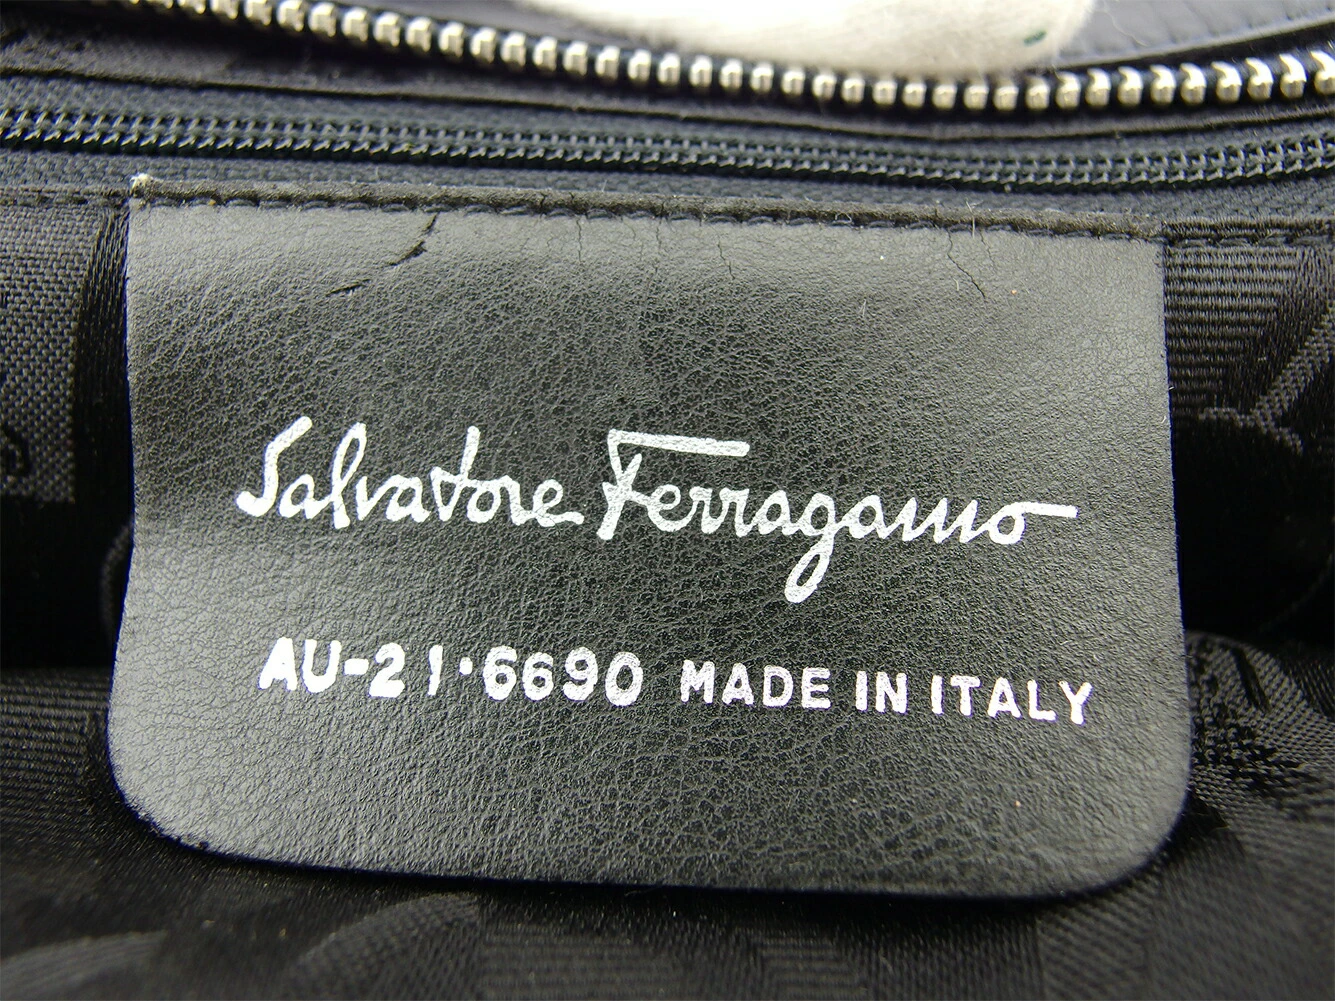 Salvatore Ferragamo
AU-21·6690 MADE IN ITALY